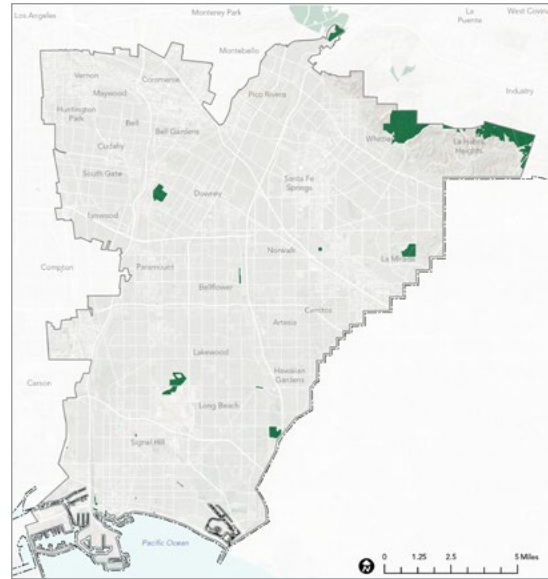 Los Angeles
Monterey Park
La
Puente
West Covina
Montebello
Vernon
Commerce
Maywood
Pico Rivera
Industry
Huntington
Park
Bell
Bell Gardens
Whittier
La Habra
Heights
Cudahy
South Gate
Downey
Santa Fe
Springs
Lynwood
Norwalk
La Mirada
Compton
Paramount
Bellflower
Cerritos
Artesia
Lakewood
Hawaiian
Gardens
Carson
Long Beach
Signal Hill
Pacific Ocean
0 1.25 2.5 5 Miles